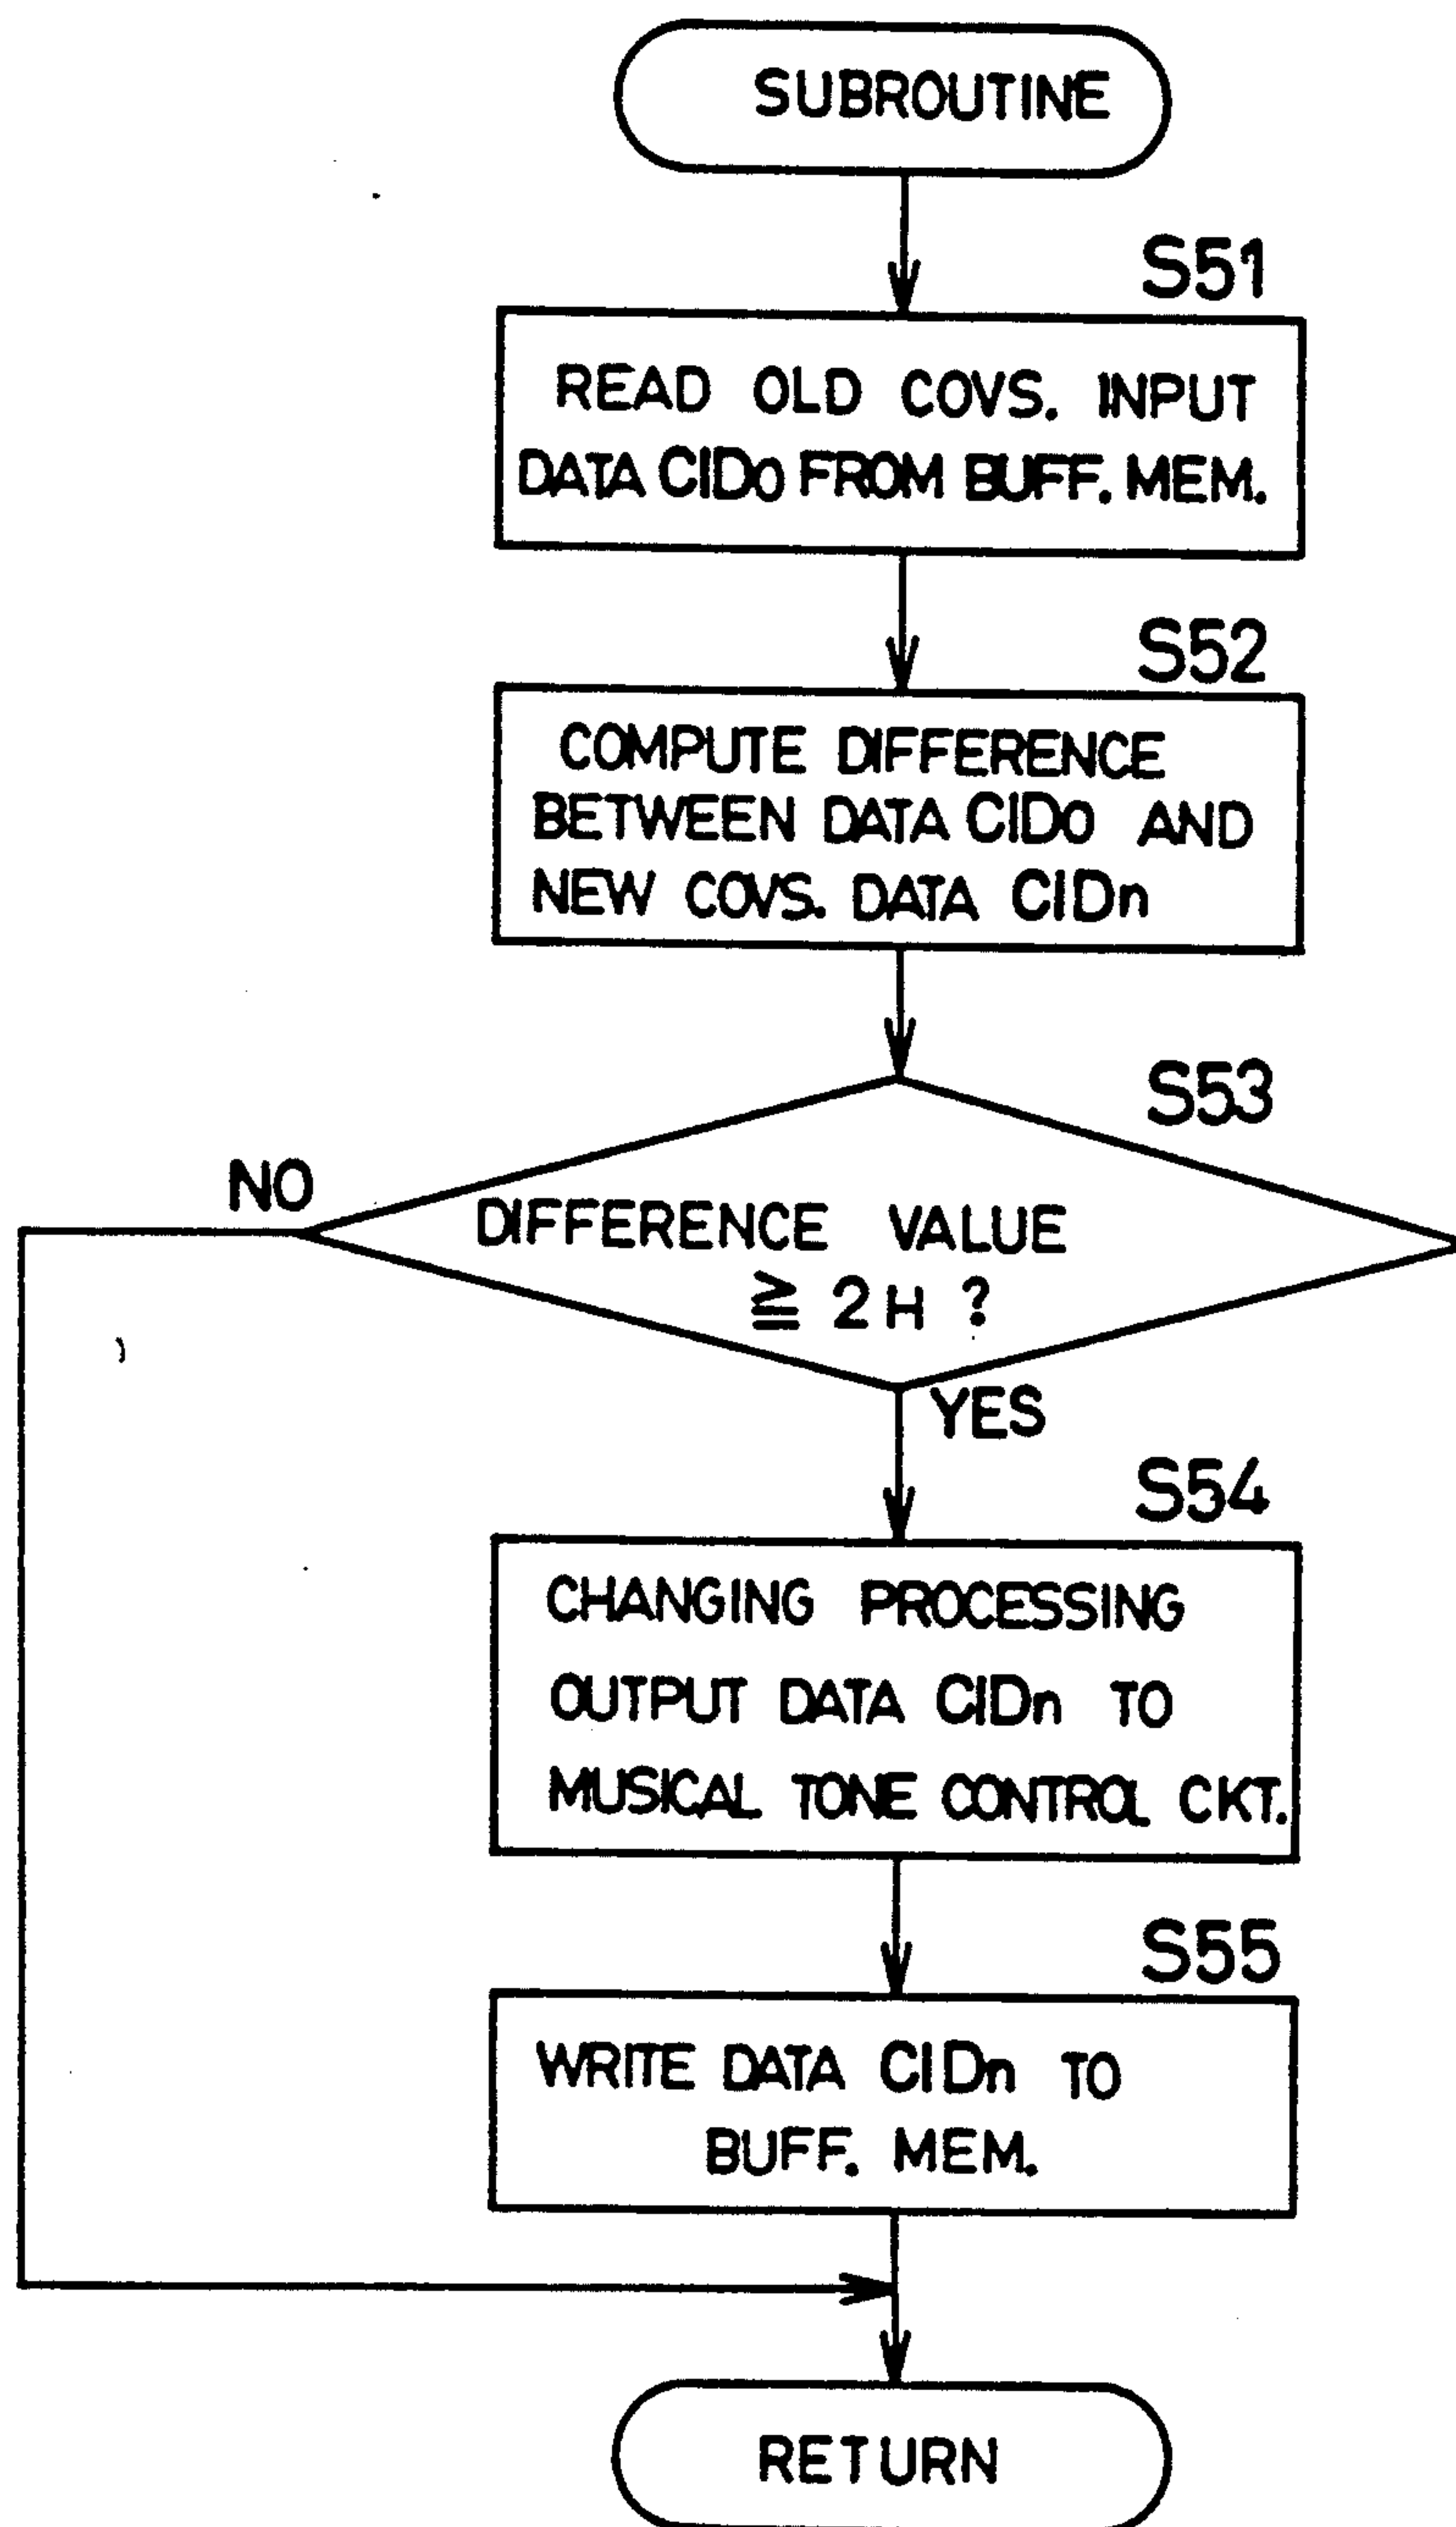 SUBROUTINE
S51
READ OLD COVS. INPUT
DATA CIDo FROM BUFF. MEM.
S52
COMPUTE DIFFERENCE
BETWEEN DATA CIDo AND
NEW COVS. DATA CIDn
S53
NO
DIFFERENCE VALUE
≧ 2H ?
YES
S54
CHANGING PROCESSING
OUTPUT DATA CIDn TO
MUSICAL TONE CONTROL CKT.
S55
WRITE DATA CIDn TO
BUFF. MEM.
RETURN